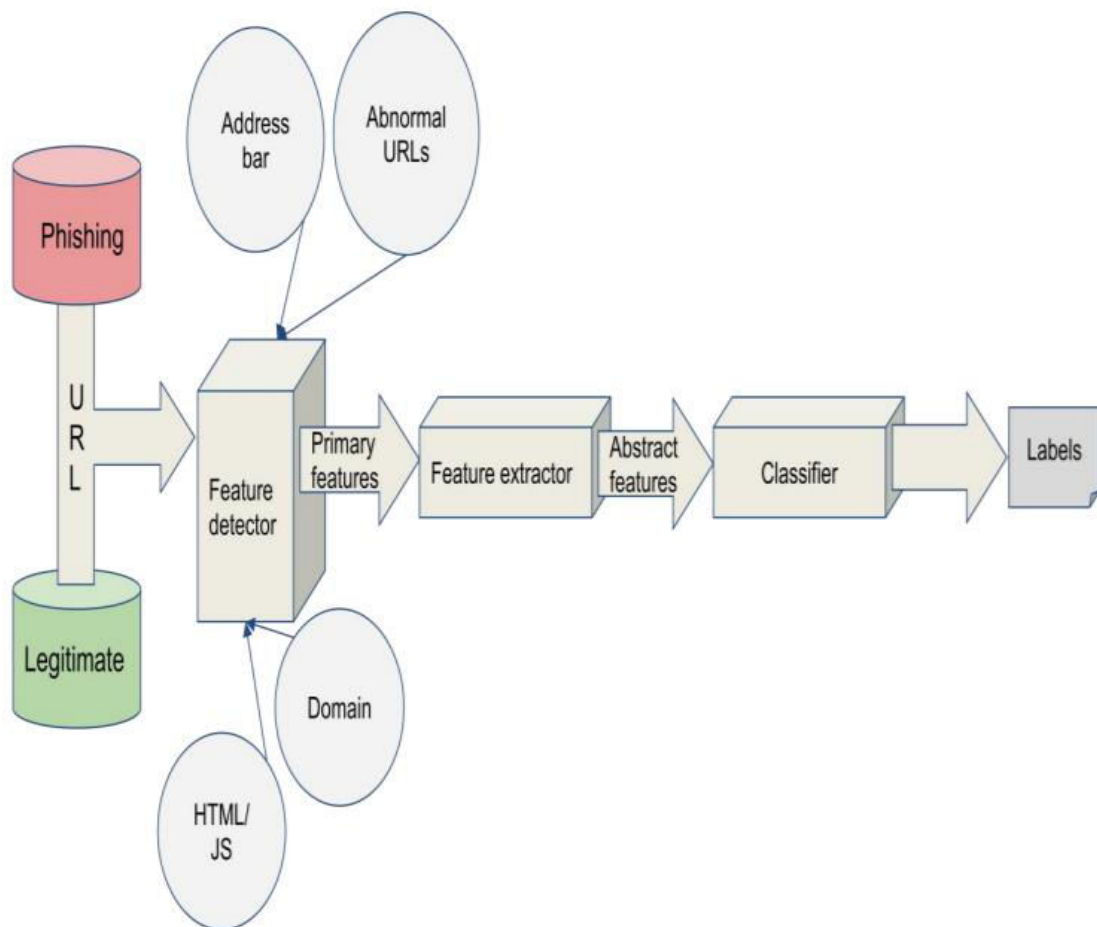 Address
bar
Abnormal
URLs
Phishing
U
R
L
Legitimate
Feature
detector
Primary
features
Feature extractor
Abstract
features
Classifier
Labels
Domain
HTML/
JS